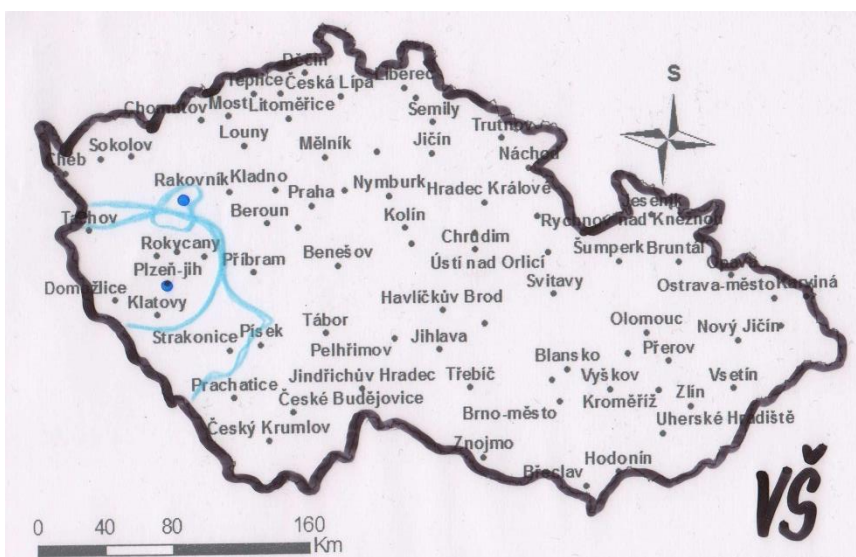 Děčín
Teplice Česká Lípa Liberec
Chomutov Most Litoměřice Semily S
Louny Mělník Jičín Trutnov
Cheb Sokolov Náchod
Rakovník Kladno Praha Nymburk Hradec Králové
Tachov Beroun Kolín Rychnov nad Kněžnou Jeseník
Rokycany Chrudim
Plzeň-jih Příbram Benešov Ústí nad Orlicí Šumperk Bruntál Opava
Domažlice Klatovy Havlíčkův Brod Svitavy Ostrava-město Karviná
Strakonice Písek Tábor Jihlava Olomouc Nový Jičín
Pelhřimov Blansko Přerov
Prachatice Jindřichův Hradec Třebíč Vyškov Zlín Vsetín
České Budějovice Brno-město Kroměříž
Český Krumlov Znojmo Uherské Hradiště
Břeclav Hodonín
VŠ
0 40 80 160
Km